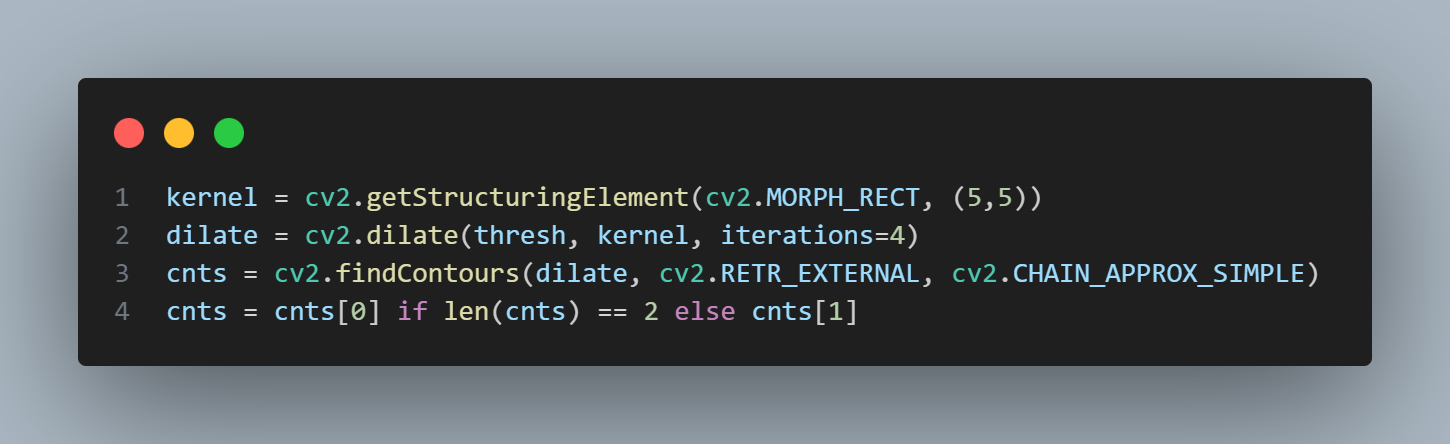 1 kernel = cv2.getStructuringElement(cv2.MORPH_RECT, (5,5))
2 dilate = cv2.dilate(thresh, kernel, iterations=4)
3 cnts = cv2.findContours(dilate, cv2.RETR_EXTERNAL, cv2.CHAIN_APPROX_SIMPLE)
4 cnts = cnts[0] if len(cnts) == 2 else cnts[1]